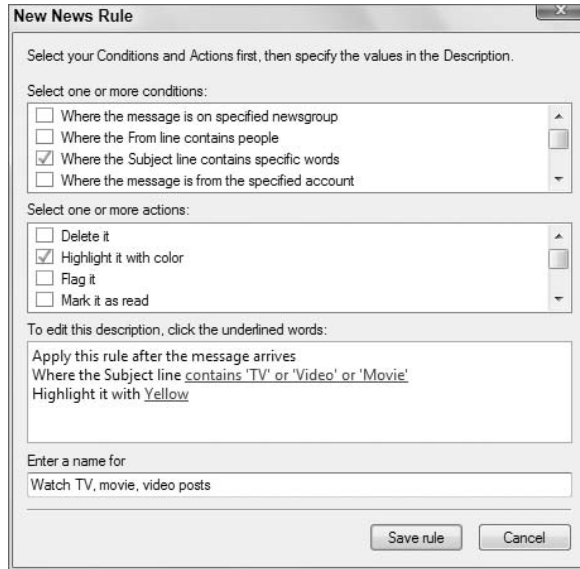 New News Rule
Select your Conditions and Actions first, then specify the values in the Description.
Select one or more conditions:
Where the message is on specified newsgroup
Where the From line contains people
Where the Subject line contains specific words
Where the message is from the specified account
Select one or more actions:
Delete it
Highlight it with color
Flag it
Mark it as read
To edit this description, click the underlined words:
Apply this rule after the message arrives
Where the Subject line contains 'TV' or 'Video' or 'Movie'
Highlight it with Yellow
Enter a name for
Watch TV, movie, video posts
Save rule Cancel